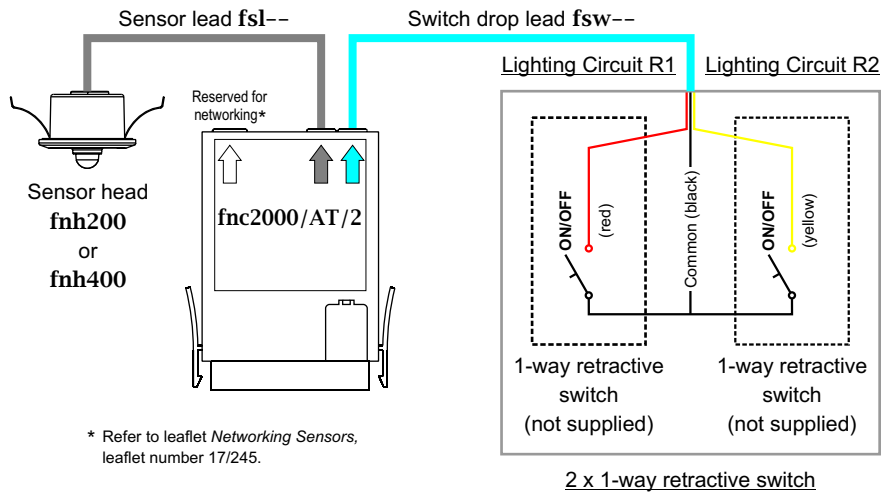 Sensor lead fsl--
Switch drop lead fsw--
Lighting Circuit R1
Lighting Circuit R2
Reserved for
networking*
Sensor head
fnh200
or
fnh400
fnc2000/AT/2
ON/OFF
(red)
Common (black)
ON/OFF
(yellow)
1-way retractive
switch
(not supplied)
1-way retractive
switch
(not supplied)
* Refer to leaflet Networking Sensors,
leaflet number 17/245.
2 x 1-way retractive switch